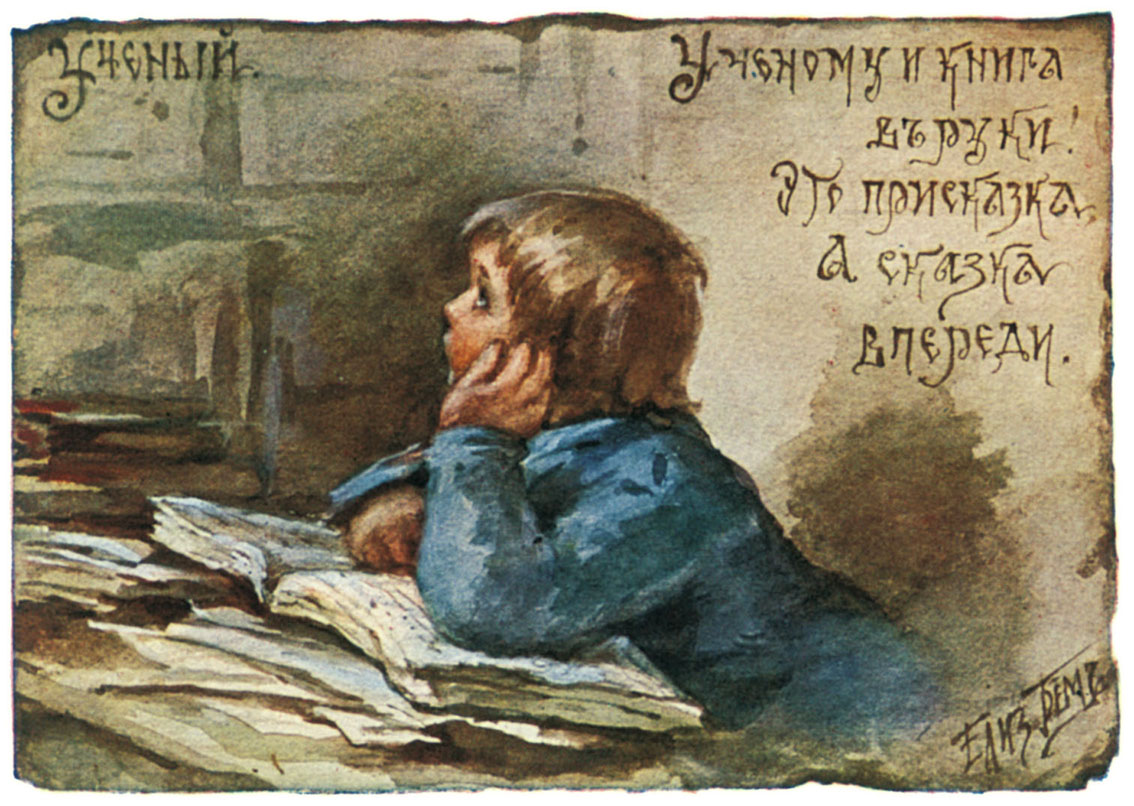 Ученый.
Ученому и книга
въ руки!
Это присказка
А сказка
впереди.
Елиз. Бемъ